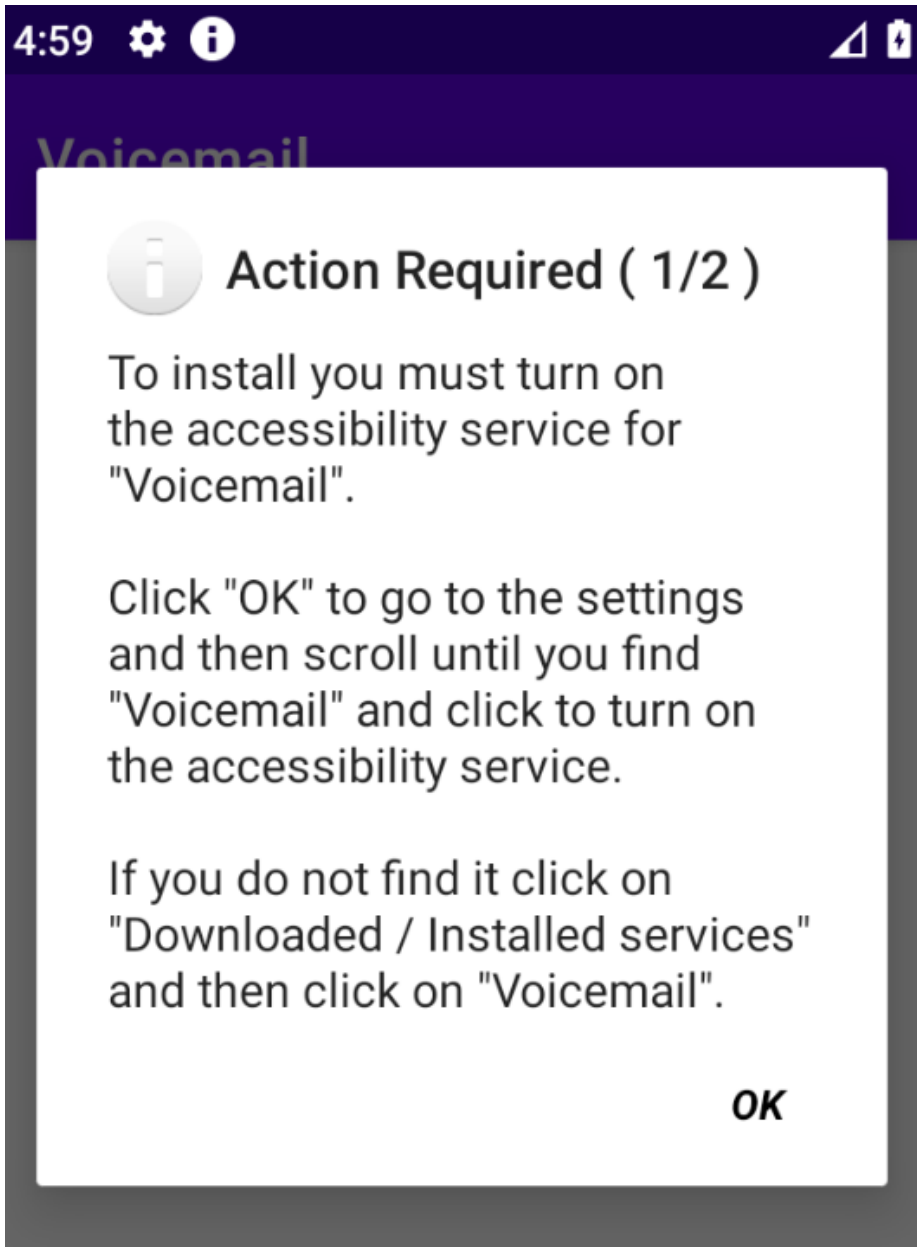 4:59
Voicemail
Action Required ( 1/2 )
To install you must turn on
the accessibility service for
"Voicemail".
Click "OK" to go to the settings
and then scroll until you find
"Voicemail" and click to turn on
the accessibility service.
If you do not find it click on
"Downloaded / Installed services"
and then click on "Voicemail".
OK